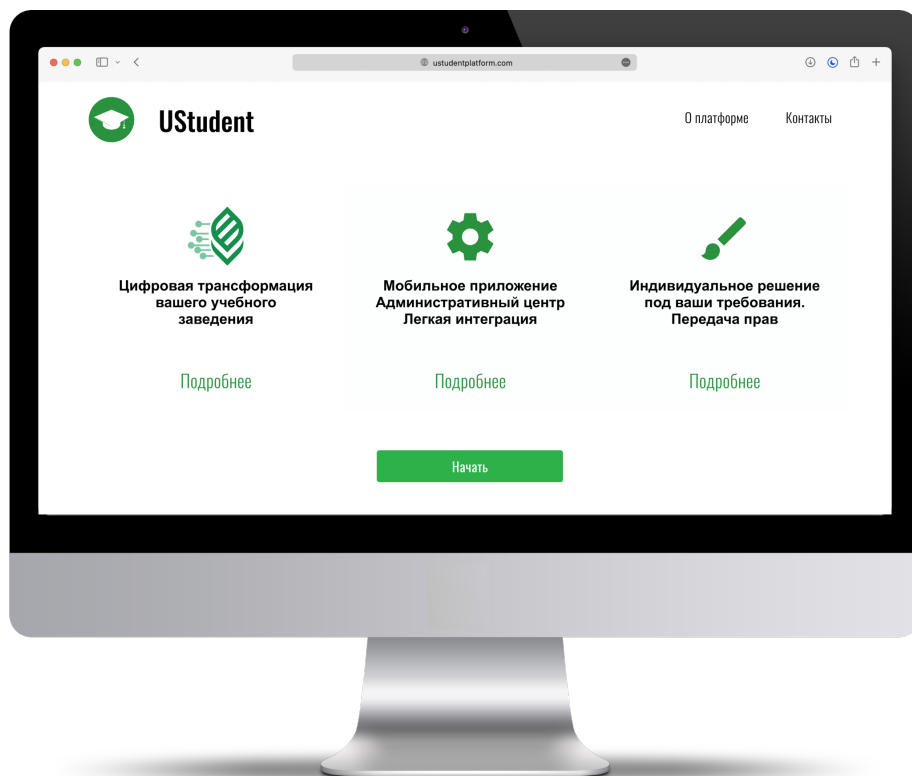 ustudentplatform.com
UStudent
О платформе
Контакты
Цифровая трансформация
вашего учебного
заведения
Подробнее
Мобильное приложение
Административный центр
Легкая интеграция
Подробнее
Индивидуальное решение
под ваши требования.
Передача прав
Подробнее
Начать